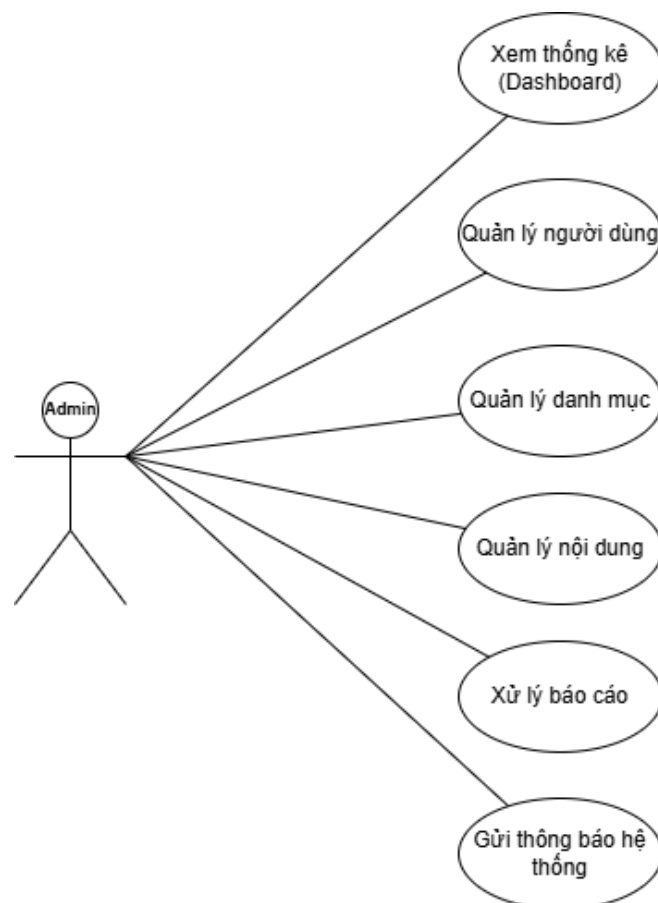 Xem thống kê
(Dashboard)
Quản lý người dùng
Admin
Quản lý danh mục
Quản lý nội dung
Xử lý báo cáo
Gửi thông báo hệ
thống